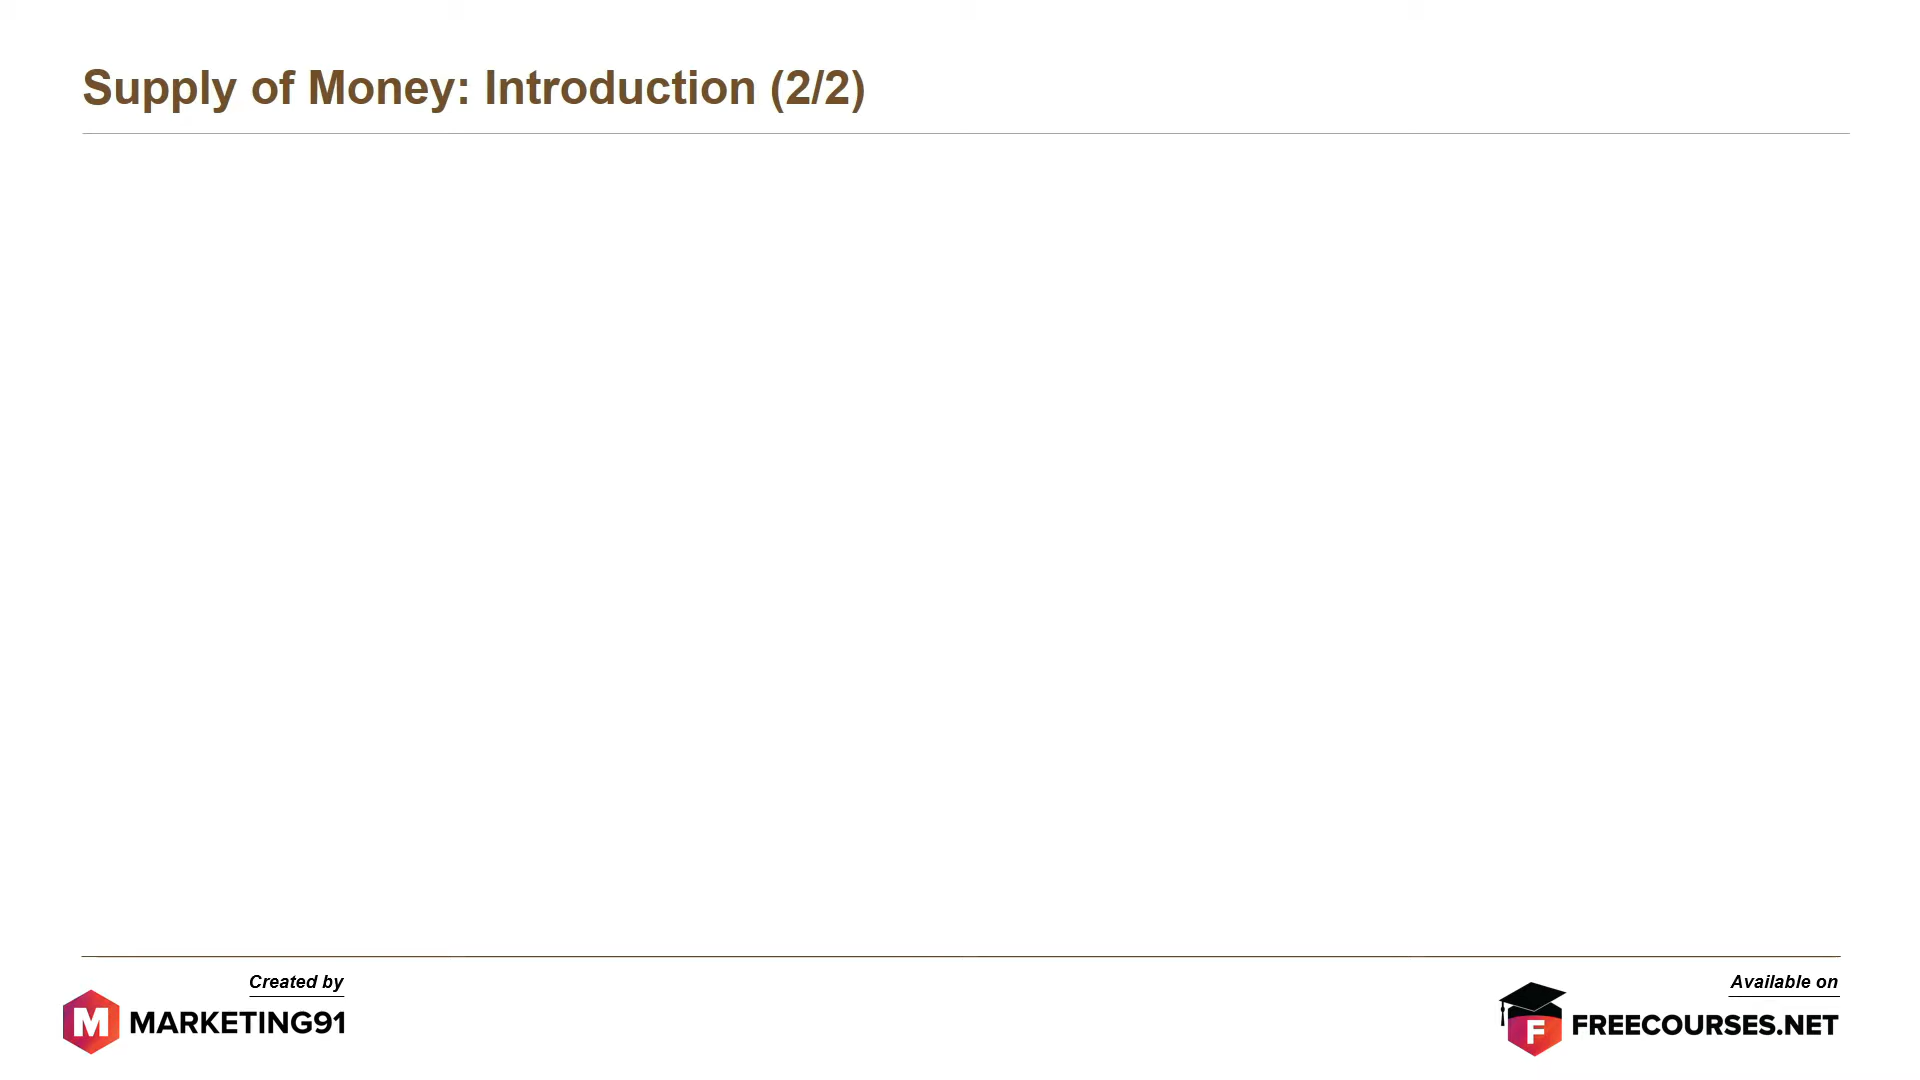 Supply of Money: Introduction (2/2)
Created by
M MARKETING91
Available on
F FREECOURSES.NET